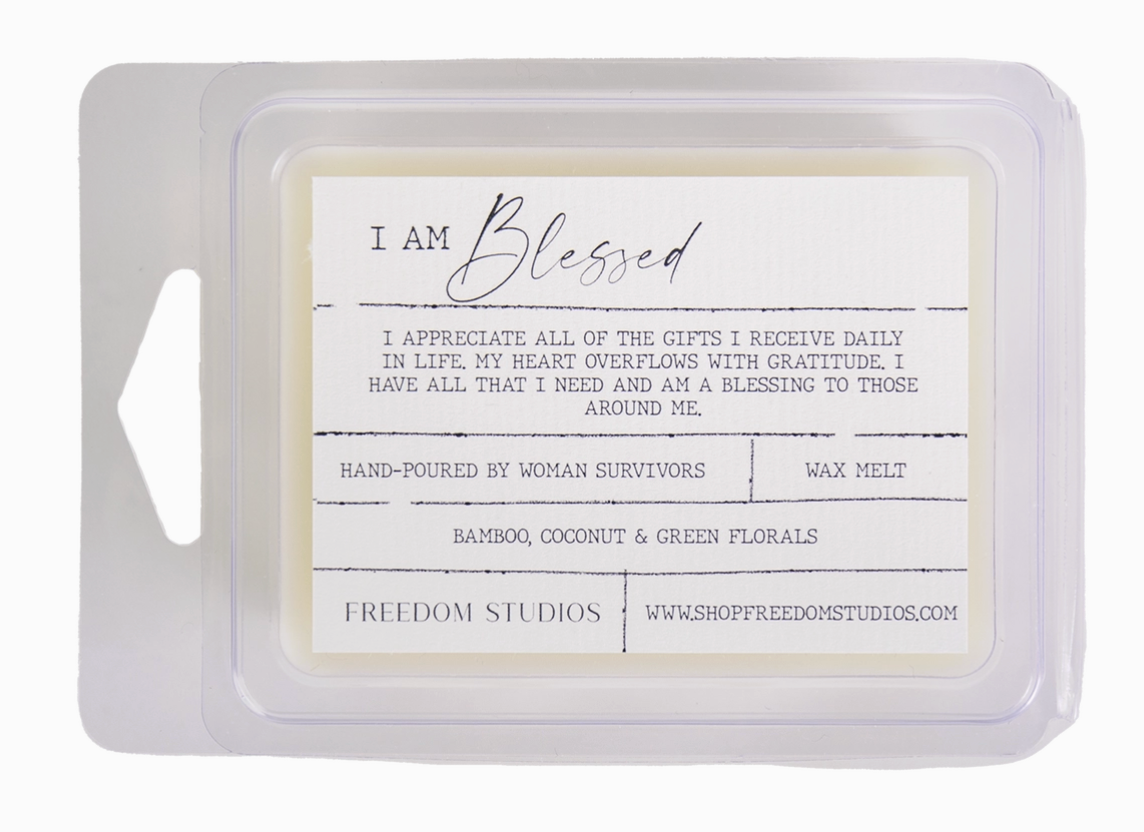 I AM Blessed
I APPRECIATE ALL OF THE GIFTS I RECEIVE DAILY
IN LIFE. MY HEART OVERFLOWS WITH GRATITUDE. I
HAVE ALL THAT I NEED AND AM A BLESSING TO THOSE
AROUND ME.
HAND-POURED BY WOMAN SURVIVORS
WAX MELT
BAMBOO, COCONUT & GREEN FLORALS
FREEDOM STUDIOS
WWW.SHOPFREEDOMSTUDIOS.COM